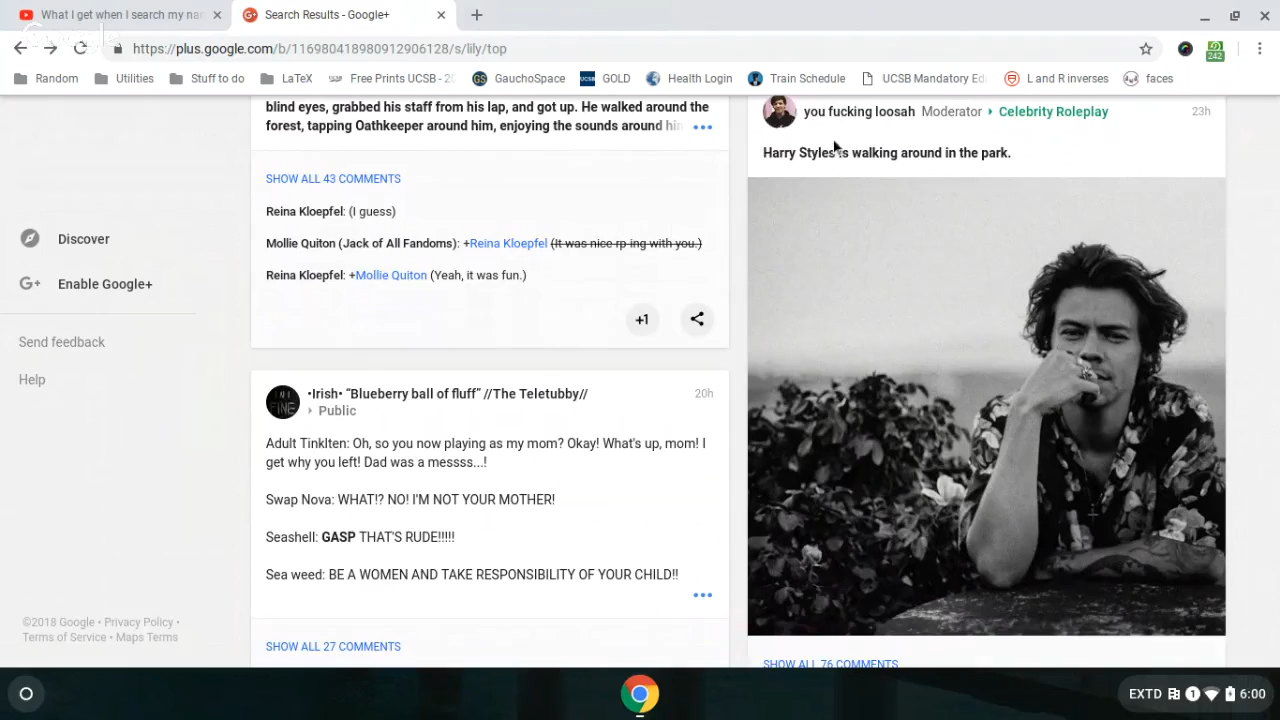 What I get when I search my nam
Search Results - Google+
Google+
https://plus.google.com/b/116980418980912906128/s/lily/top
242
Random
Utilities
Stuff to do
LaTeX
Free Prints UCSB - 20
GauchoSpace
GOLD
Health Login
Train Schedule
UCSB Mandatory Ed
L and R inverses
faces
Discover
Enable Google+
Send feedback
Help
©2018 Google • Privacy Policy •
Terms of Service • Maps Terms
blind eyes, grabbed his staff from his lap, and got up. He walked around the
forest, tapping Oathkeeper around him, enjoying the sounds around him
SHOW ALL 43 COMMENTS
Reina Kloepfel: (I guess)
Mollie Quiton (Jack of All Fandoms): +Reina Kloepfel (It was nice rp-ing with you.)
Reina Kloepfel: +Mollie Quiton (Yeah, it was fun.)
+1
•Irish• “Blueberry ball of fluff” //The Teletubby//
Public
20h
Adult TinkIten: Oh, so you now playing as my mom? Okay! What's up, mom! I
get why you left! Dad was a messss...!
Swap Nova: WHAT!? NO! I'M NOT YOUR MOTHER!
Seashell: GASP THAT'S RUDE!!!!!
Sea weed: BE A WOMEN AND TAKE RESPONSIBILITY OF YOUR CHILD!!
SHOW ALL 27 COMMENTS
you fucking loosah Moderator Celebrity Roleplay
23h
Harry Styles is walking around in the park.
SHOW ALL 76 COMMENTS
EXTD
1
6:00